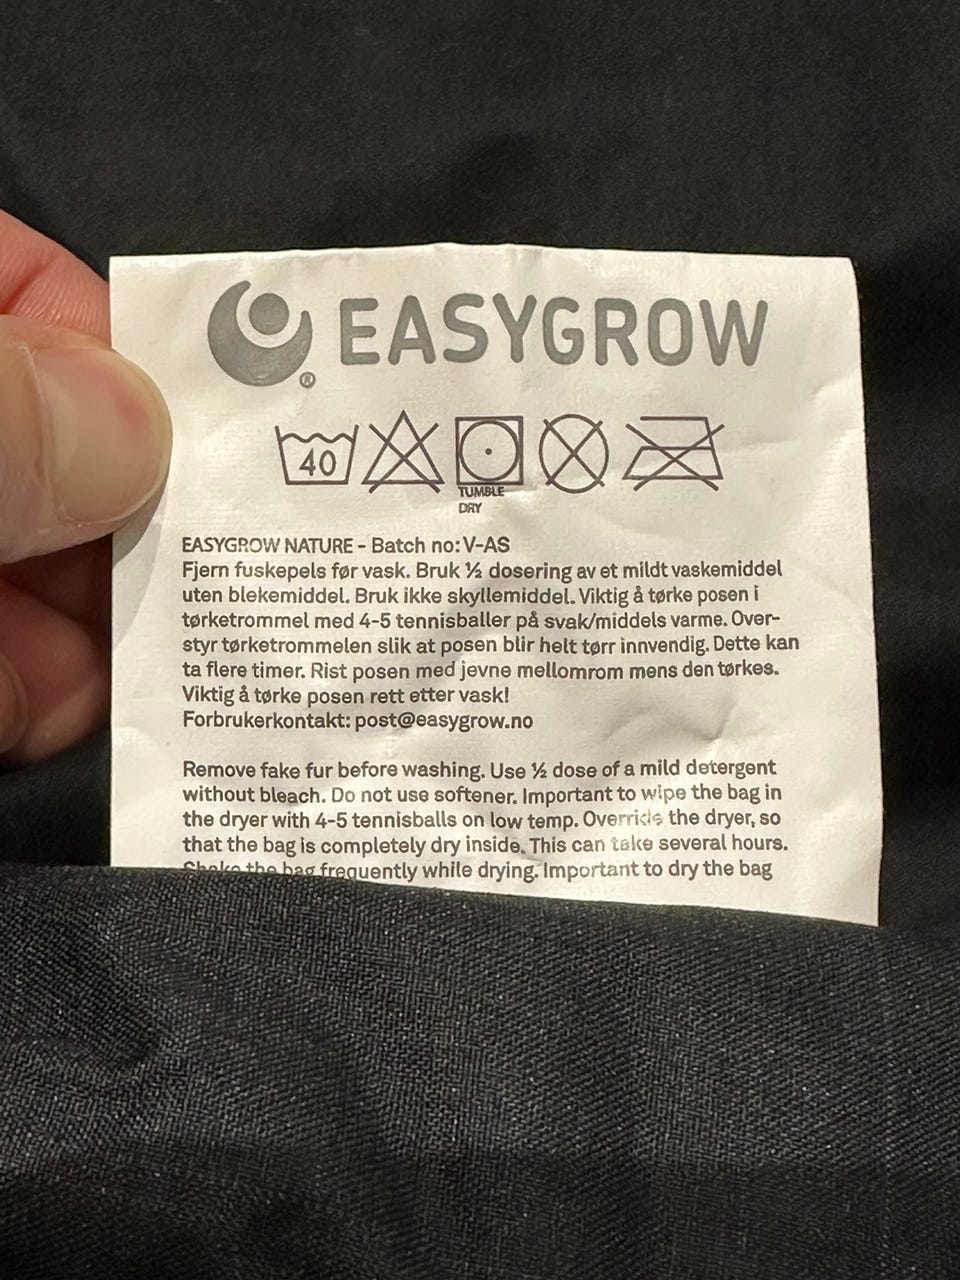 EASYGROW
®
40
TUMBLE
DRY
EASYGROW NATURE - Batch no: V-AS
Fjern fuskepels før vask. Bruk ½ dosering av et mildt vaskemiddel
uten blekemiddel. Bruk ikke skyllemiddel. Viktig å tørke posen i
tørketrommel med 4-5 tennisballer på svak/middels varme. Over-
styr tørketrommelen slik at posen blir helt tørr innvendig. Dette kan
ta flere timer. Rist posen med jevne mellomrom mens den tørkes.
Viktig å tørke posen rett etter vask!
Forbrukerkontakt: post@easygrow.no
Remove fake fur before washing. Use ½ dose of a mild detergent
without bleach. Do not use softener. Important to wipe the bag in
the dryer with 4-5 tennisballs on low temp. Override the dryer, so
that the bag is completely dry inside. This can take several hours.
Shake the bag frequently while drying. Important to dry the bag